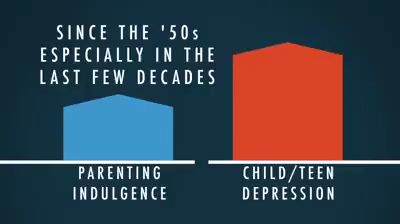 SINCE THE '50s
ESPECIALLY IN THE
LAST FEW DECADES
PARENTING
INDULGENCE
CHILD/TEEN
DEPRESSION